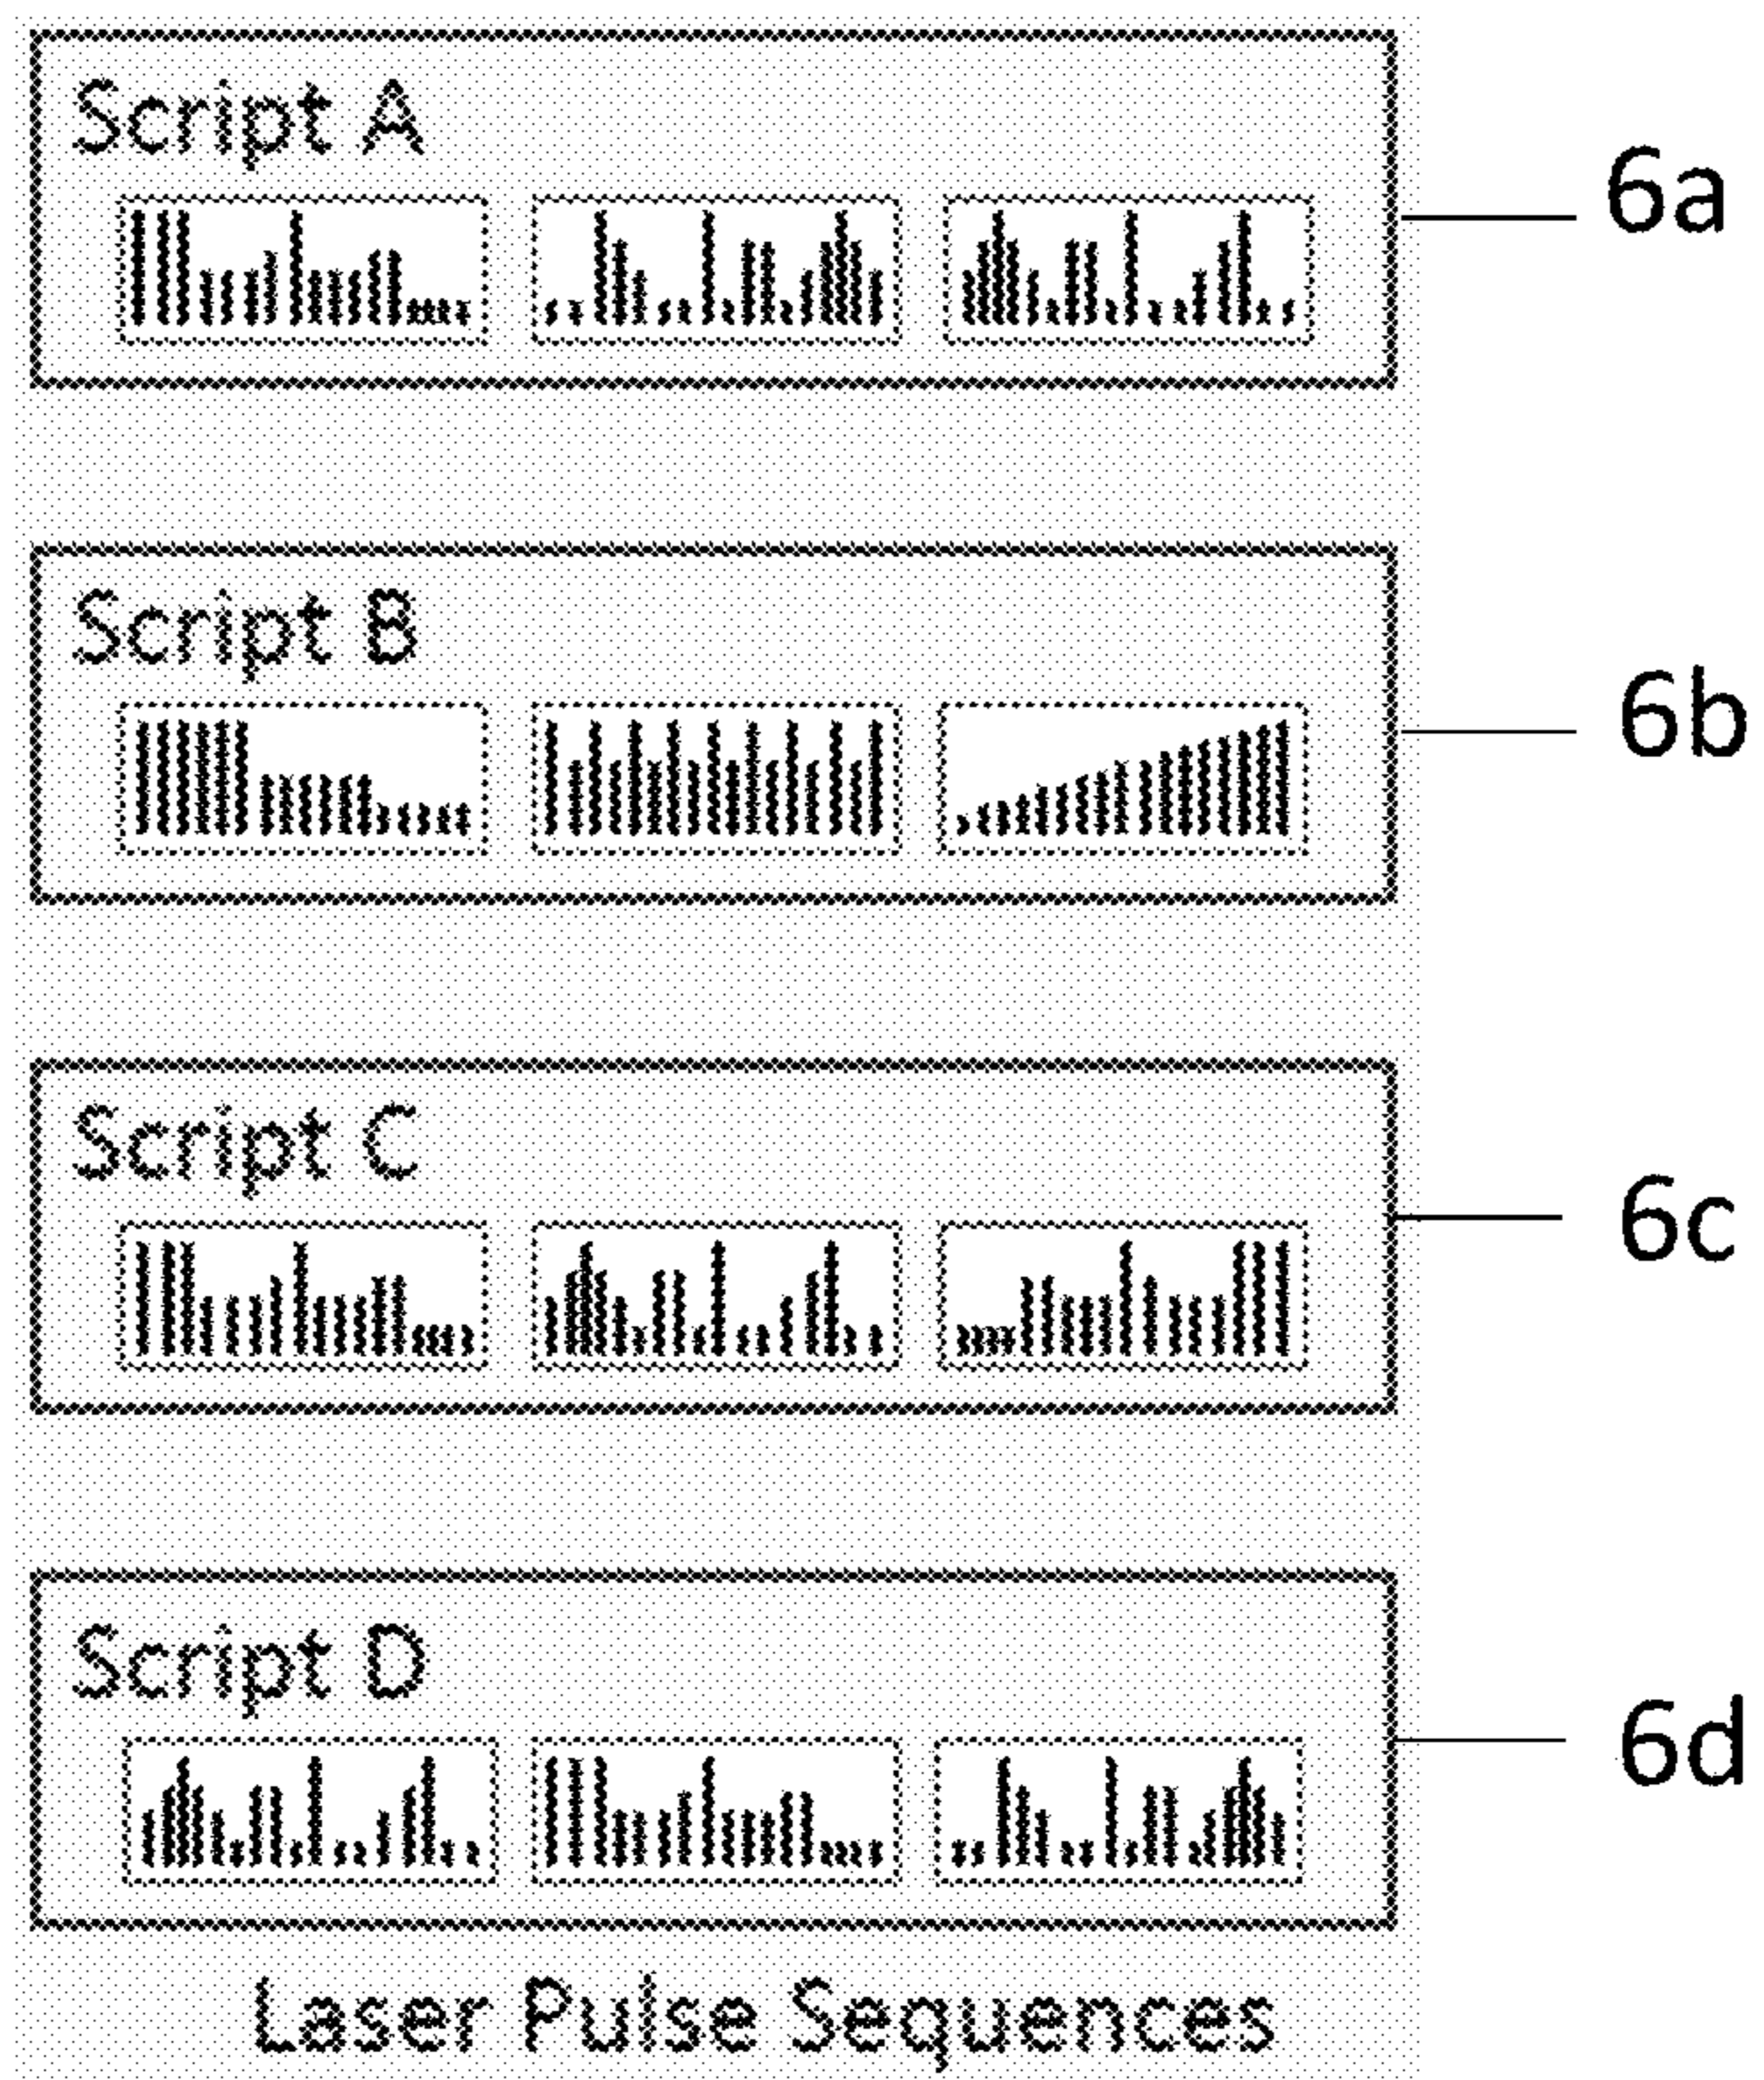 Script A
6a
Script B
6b
Script C
6c
Script D
6d
Laser Pulse Sequences